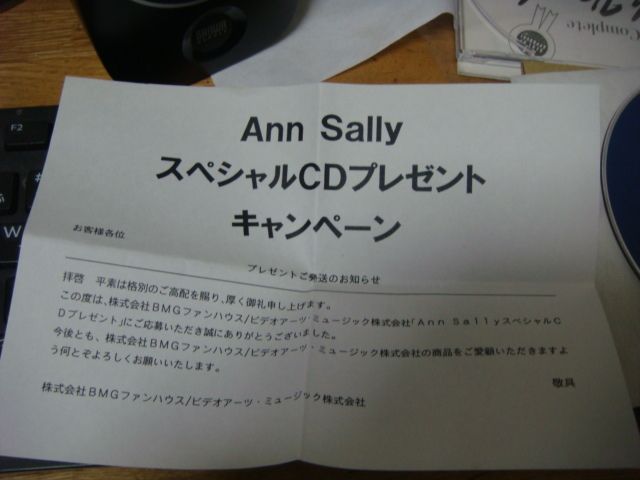 Complete
F2
W
Ann Sally
スペシャルCDプレゼント
キャンペーン
お客様各位
プレゼントご発送のお知らせ
拝啓　平素は格別のご高配を賜り、厚く御礼申し上げます。
この度は、株式会社BMGファンハウス/ビデオアーツ・ミュージック株式会社「Ann SallyスペシャルC
Dプレゼント」にご応募いただき誠にありがとうございました。
今後とも、株式会社BMGファンハウス/ビデオアーツ・ミュージック株式会社の商品をご愛顧いただきますよ
う何とぞよろしくお願いいたします。
敬具
株式会社BMGファンハウス/ビデオアーツ・ミュージック株式会社